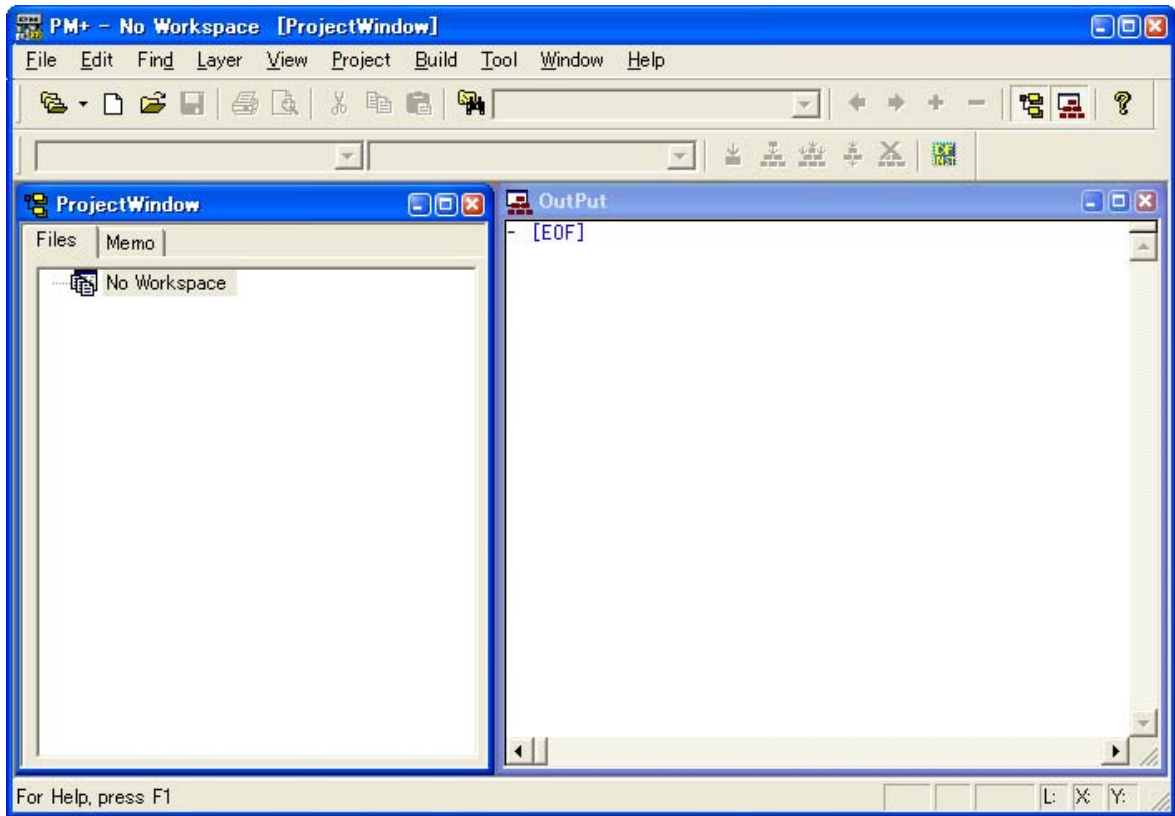 PM+ – No Workspace [ProjectWindow]
File Edit Find Layer View Project Build Tool Window Help
ProjectWindow
Files Memo
No Workspace
OutPut
- [EOF]
For Help, press F1
L: X: Y: